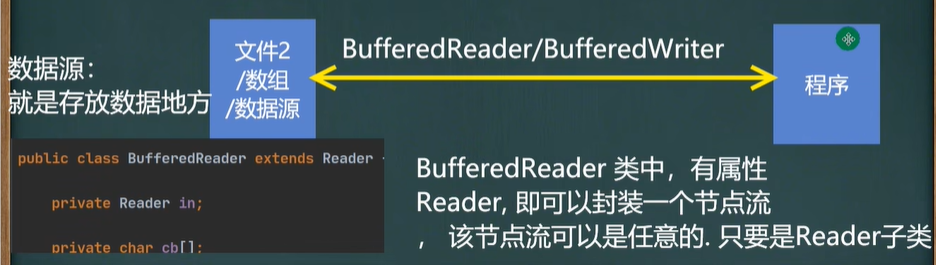 数据源：
就是存放数据地方
文件2
/数组
/数据源
BufferedReader/BufferedWriter
程序
public class BufferedReader extends Reader
private Reader in;
private char cb[];
BufferedReader 类中，有属性
Reader, 即可以封装一个节点流
， 该节点流可以是任意的. 只要是Reader子类